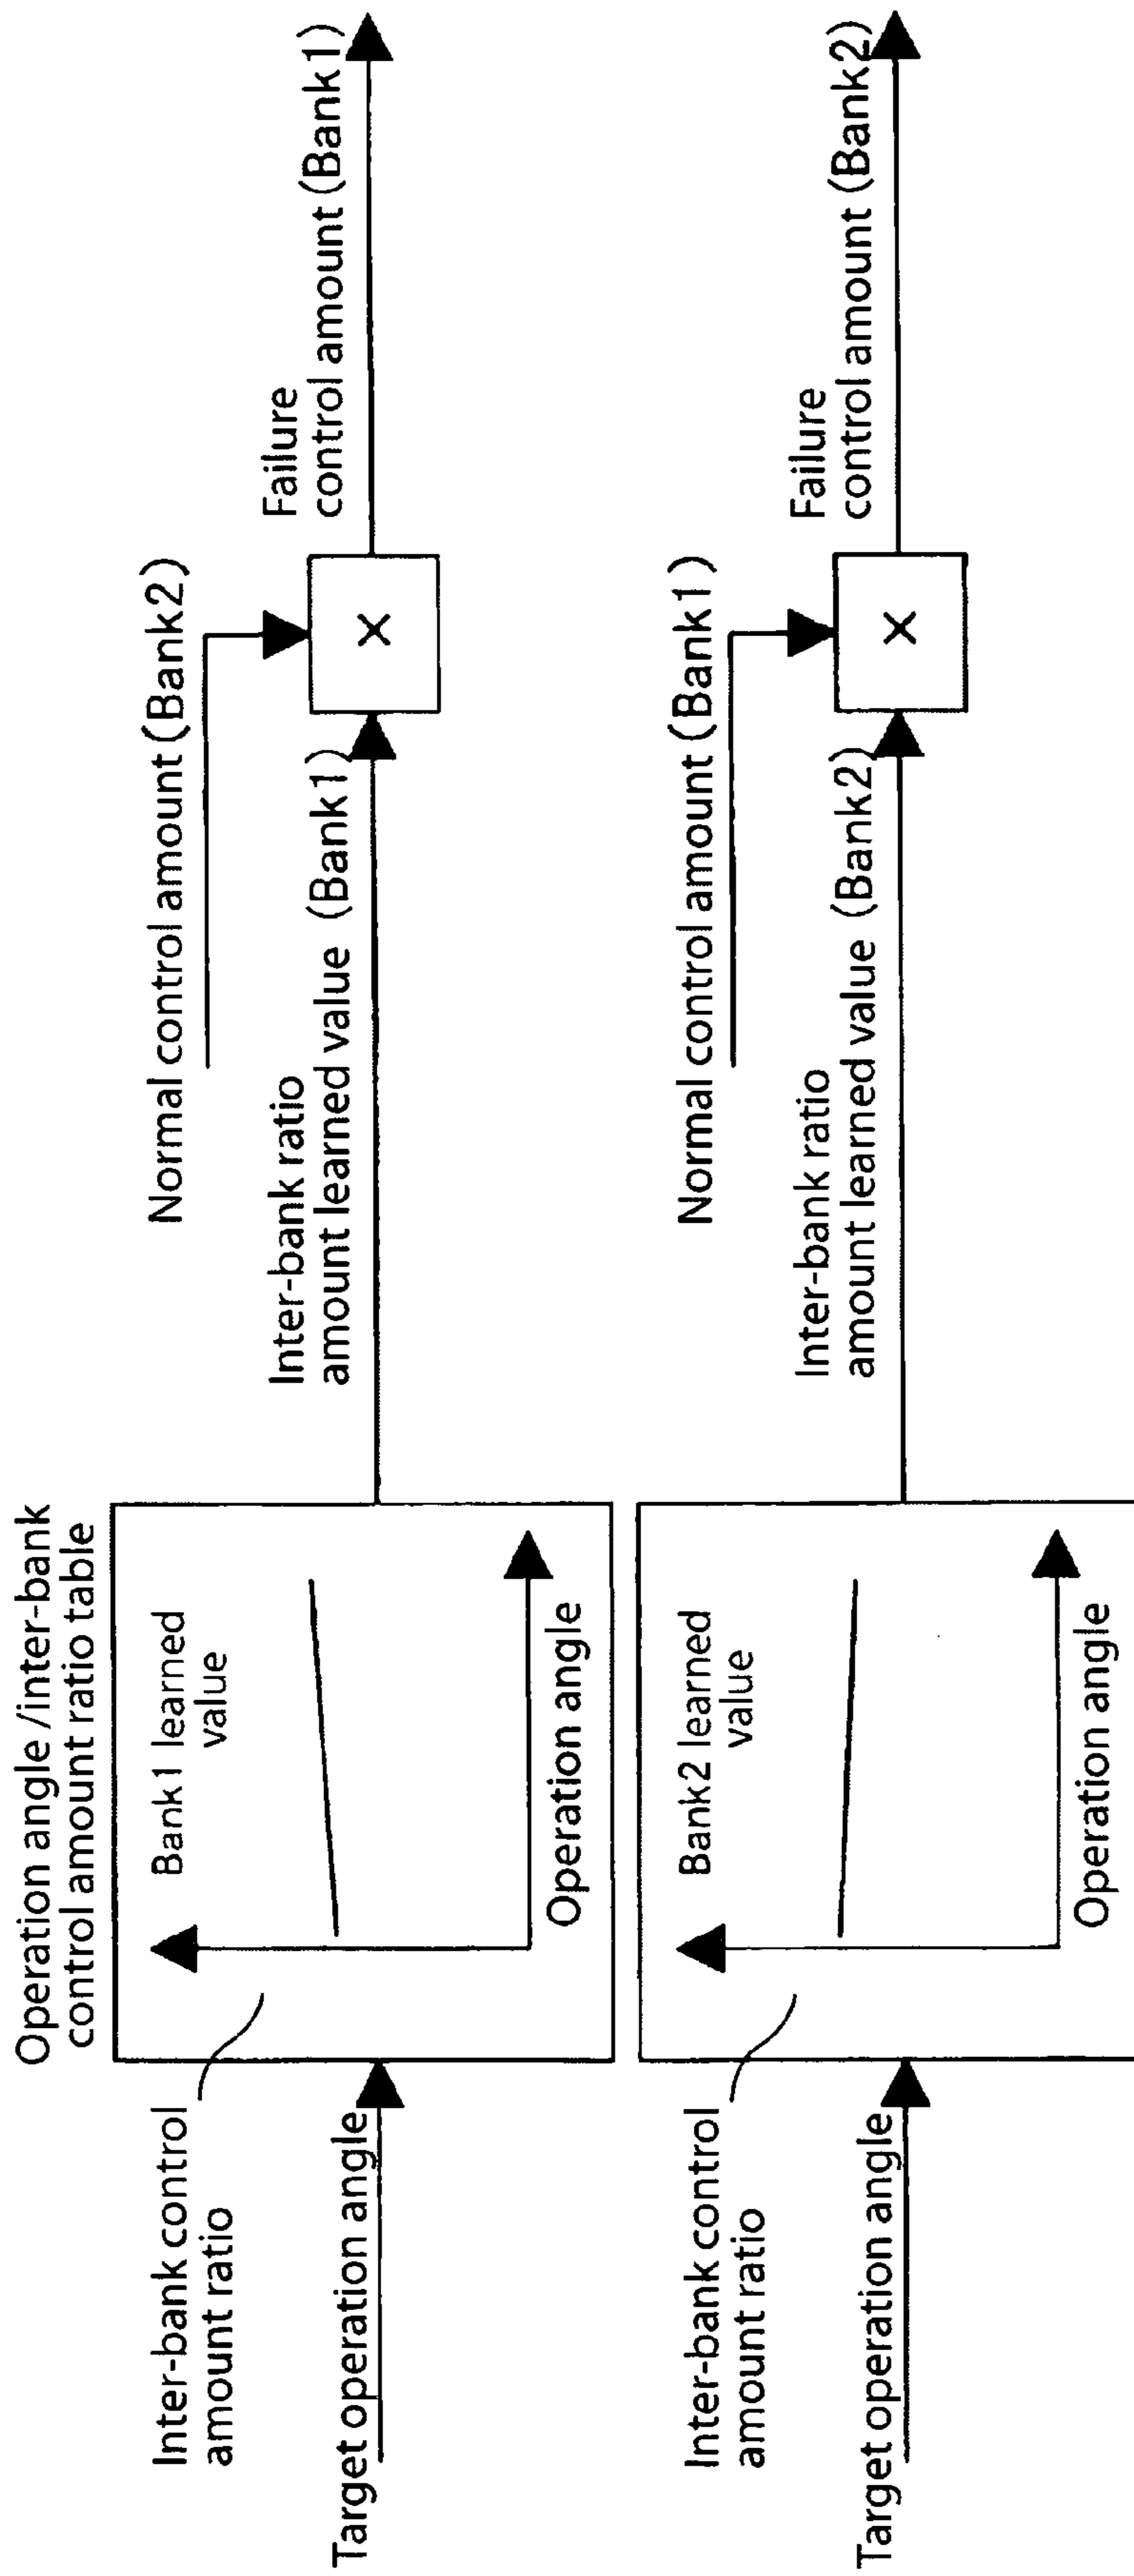 Operation angle /inter-bank
control amount ratio table
Inter-bank control
amount ratio
Target operation angle
Bank1 learned
value
Operation angle
Inter-bank ratio
amount learned value (Bank1)
Normal control amount (Bank2)
×
Failure
control amount (Bank1)
Inter-bank control
amount ratio
Target operation angle
Bank2 learned
value
Operation angle
Inter-bank ratio
amount learned value (Bank2)
Normal control amount (Bank1)
×
Failure
control amount (Bank2)